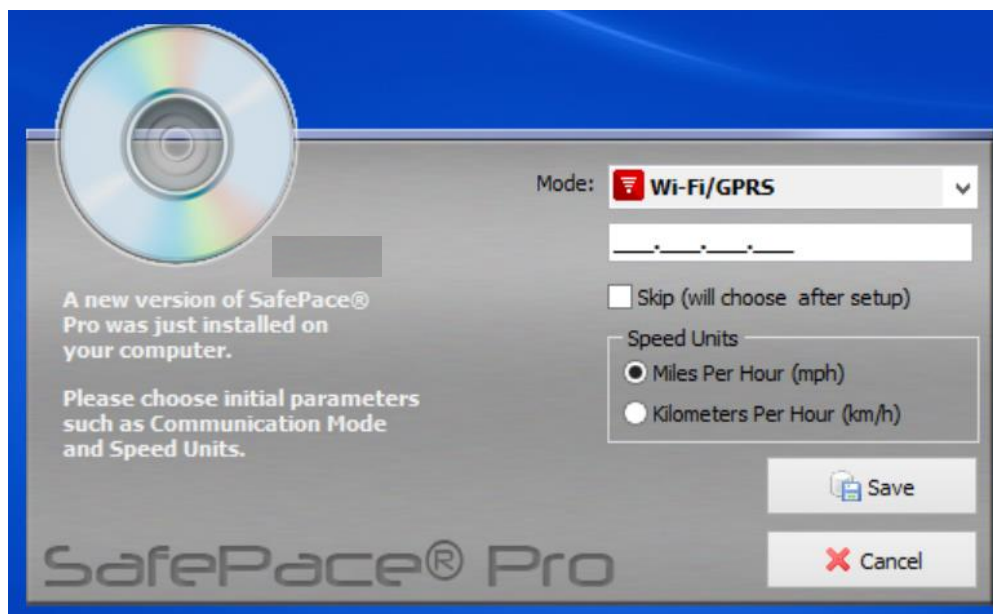 Mode:
Wi-Fi/GPRS
___.___.___.___
Skip (will choose after setup)
A new version of SafePace®
Pro was just installed on
your computer.
Please choose initial parameters
such as Communication Mode
and Speed Units.
Speed Units
Miles Per Hour (mph)
Kilometers Per Hour (km/h)
Save
Cancel
SafePace® Pro